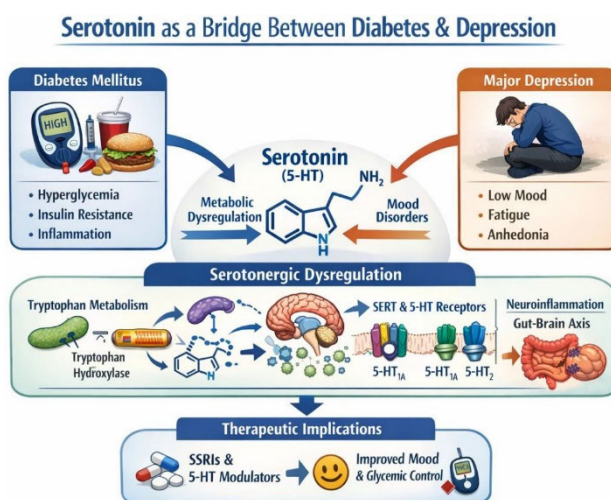 Serotonin as a Bridge Between Diabetes & Depression
Diabetes Mellitus
HIGH
• Hyperglycemia
• Insulin Resistance
• Inflammation
Serotonin
(5-HT)
NH2
N
H
Metabolic
Dysregulation
Mood
Disorders
Major Depression
• Low Mood
• Fatigue
• Anhedonia
Serotonergic Dysregulation
Tryptophan Metabolism
Tryptophan
Hydroxylase
N
H
SERT & 5-HT Receptors
5-HT1A
5-HT1A
5-HT2
Neuroinflammation
Gut-Brain Axis
Therapeutic Implications
SSRIs &
5-HT Modulators
Improved Mood
& Glycemic Control